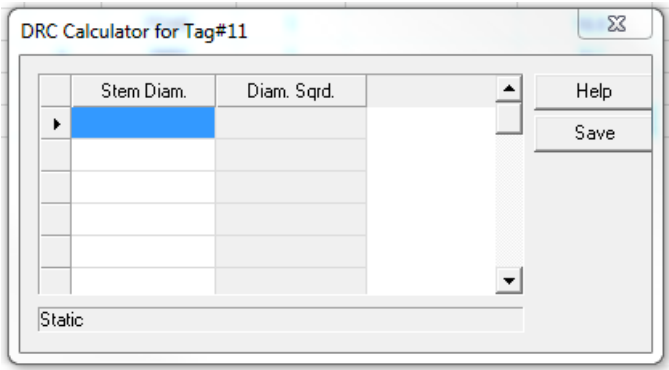 DRC Calculator for Tag#11
Stem Diam. Diam. Sqrd.
Help
Save
Static